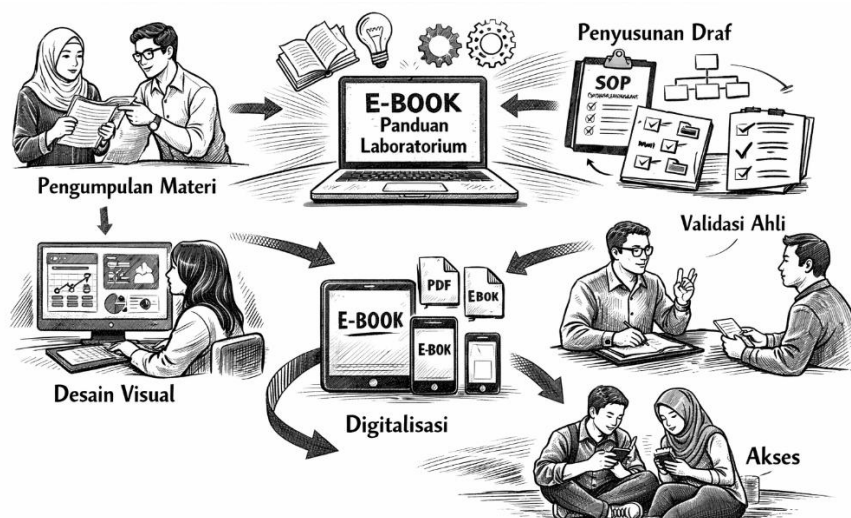 Penyusunan Draf
SOP
E-BOOK
Panduan
Laboratorium
Pengumpulan Materi
Validasi Ahli
PDF
EBOK
E-BOOK
E-BOK
Desain Visual
Digitalisasi
Akses